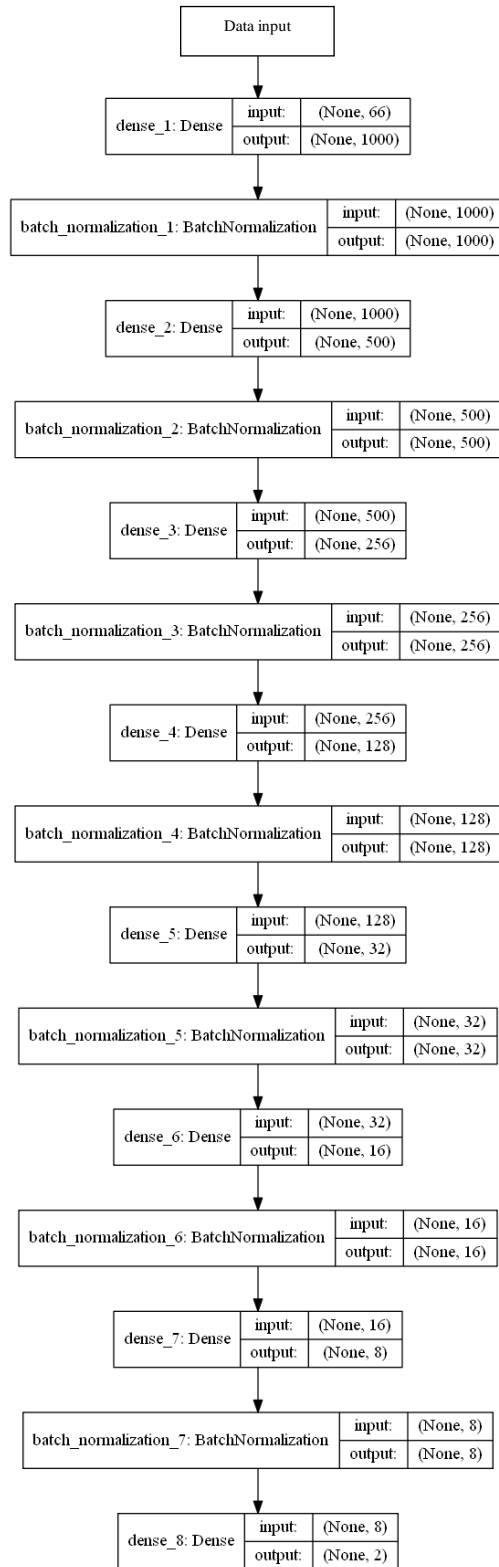 Data input
dense_1: Dense
input: (None, 66)
output: (None, 1000)
batch_normalization_1: BatchNormalization
input: (None, 1000)
output: (None, 1000)
dense_2: Dense
input: (None, 1000)
output: (None, 500)
batch_normalization_2: BatchNormalization
input: (None, 500)
output: (None, 500)
dense_3: Dense
input: (None, 500)
output: (None, 256)
batch_normalization_3: BatchNormalization
input: (None, 256)
output: (None, 256)
dense_4: Dense
input: (None, 256)
output: (None, 128)
batch_normalization_4: BatchNormalization
input: (None, 128)
output: (None, 128)
dense_5: Dense
input: (None, 128)
output: (None, 32)
batch_normalization_5: BatchNormalization
input: (None, 32)
output: (None, 32)
dense_6: Dense
input: (None, 32)
output: (None, 16)
batch_normalization_6: BatchNormalization
input: (None, 16)
output: (None, 16)
dense_7: Dense
input: (None, 16)
output: (None, 8)
batch_normalization_7: BatchNormalization
input: (None, 8)
output: (None, 8)
dense_8: Dense
input: (None, 8)
output: (None, 2)